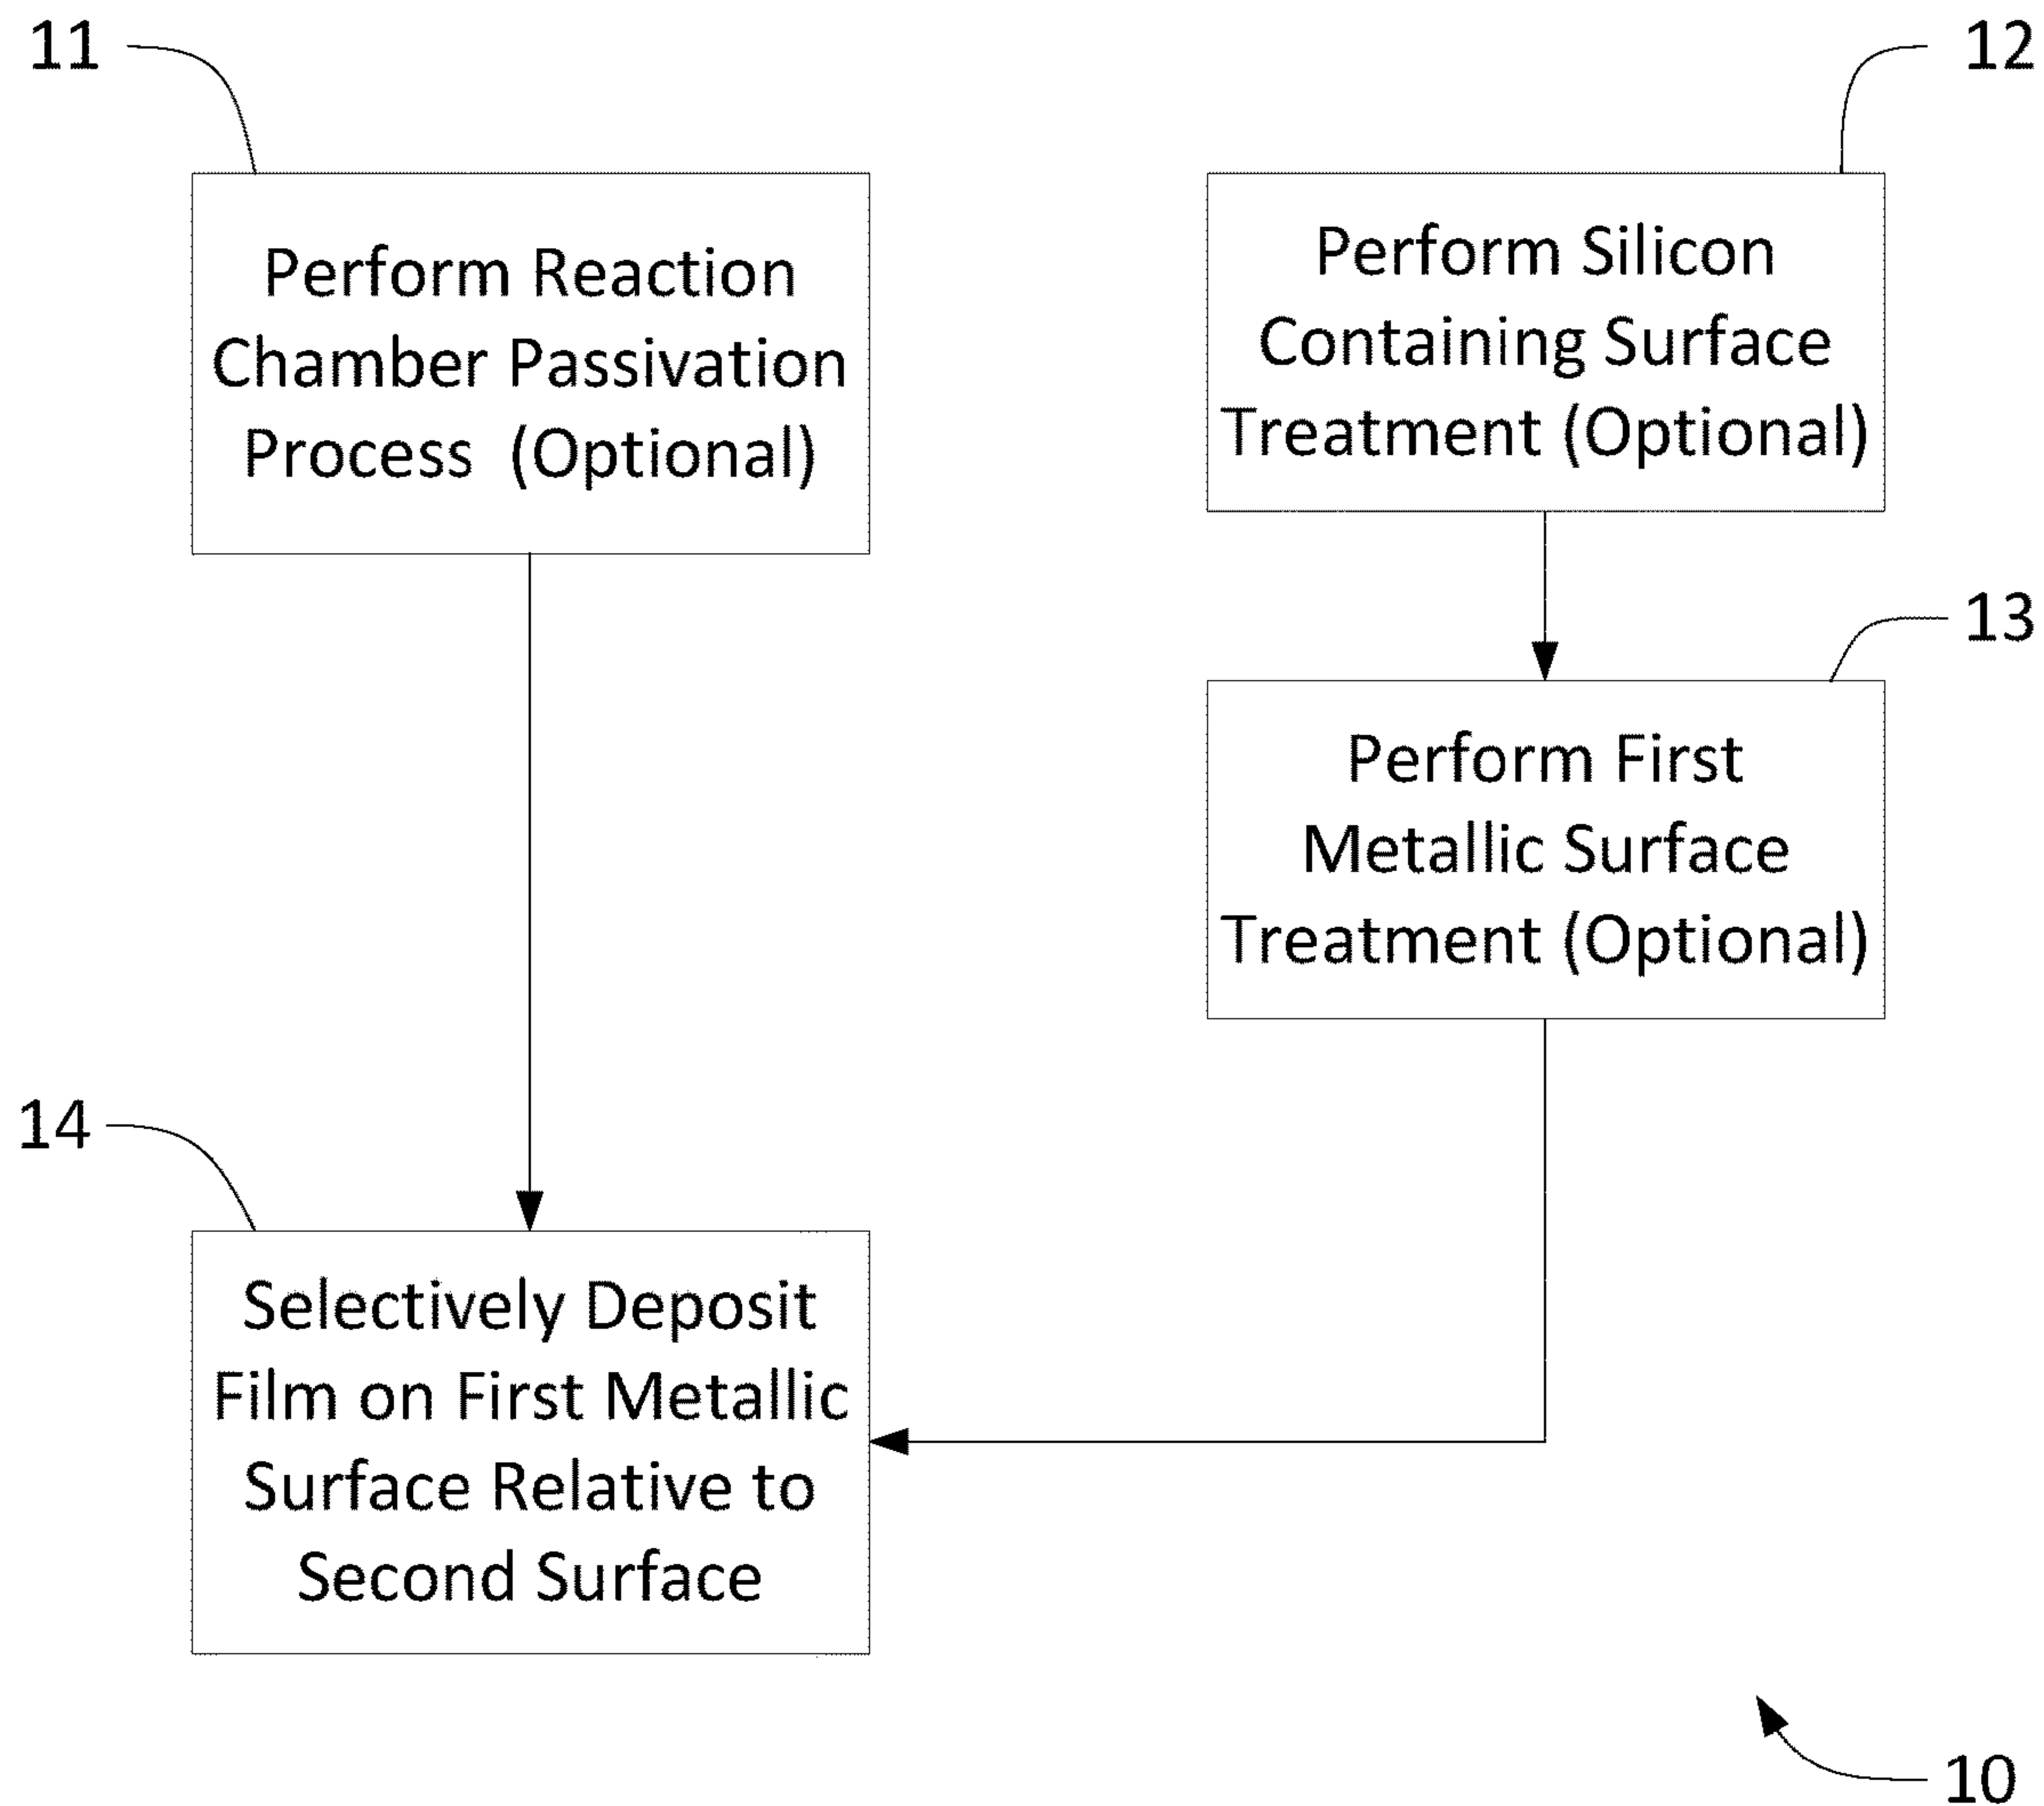 11
12
Perform Reaction
Chamber Passivation
Process (Optional)
Perform Silicon
Containing Surface
Treatment (Optional)
13
Perform First
Metallic Surface
Treatment (Optional)
14
Selectively Deposit
Film on First Metallic
Surface Relative to
Second Surface
10